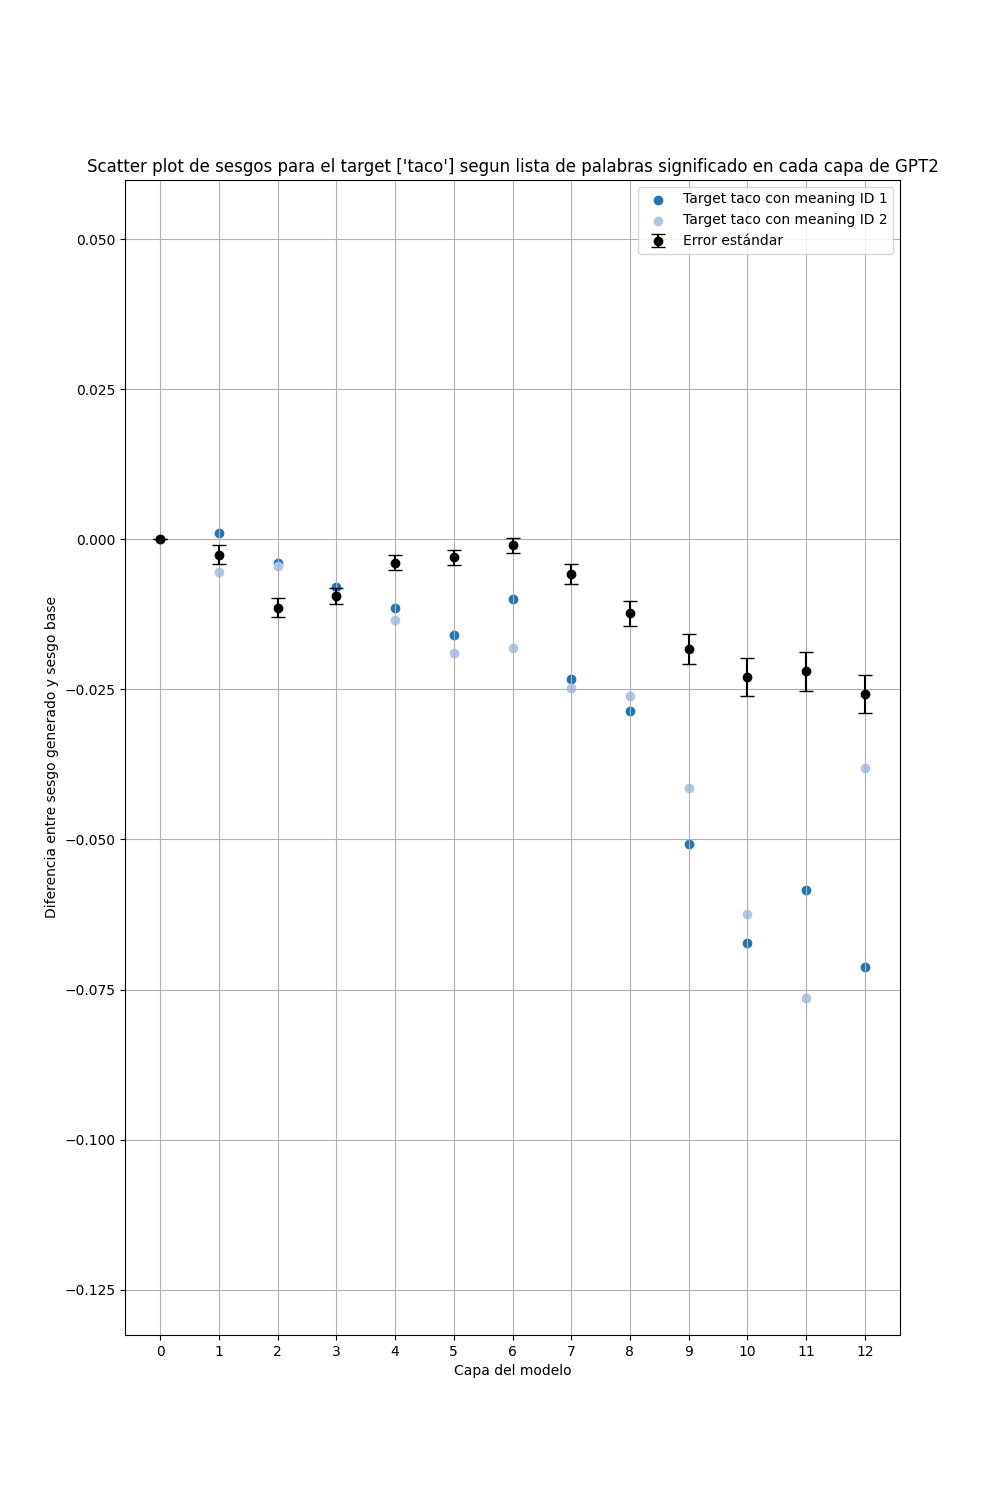 Scatter plot de sesgos para el target ['taco'] segun lista de palabras significado en cada capa de GPT2
Target taco con meaning ID 1
Target taco con meaning ID 2
Error estándar
0.050
0.025
0.000
−0.025
−0.050
−0.075
−0.100
−0.125
Diferencia entre sesgo generado y sesgo base
0 1 2 3 4 5 6 7 8 9 10 11 12
Capa del modelo